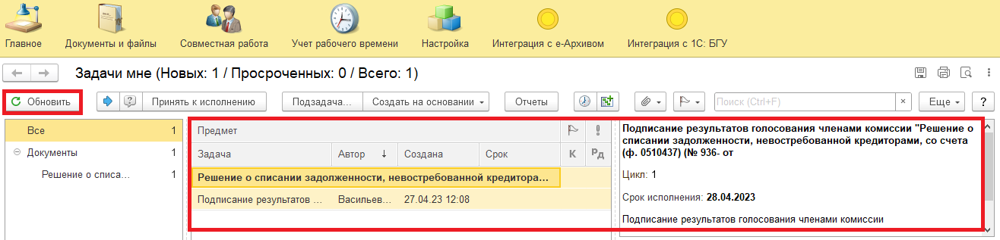 Главное Документы и файлы Совместная работа Учет рабочего времени Настройка Интеграция с е-Архивом Интеграция с 1С: БГУ
Задачи мне (Новых: 1 / Просроченных: 0 / Всего: 1)
Обновить Принять к исполнению Подзадача... Создать на основании Отчеты Поиск (Ctrl+F) × Еще ?
Все 1
Документы 1
Решение о списа... 1
Предмет
Задача Автор ↓ Создана Срок К Рд
Решение о списании задолженности, невостребованной кредитора...
Подписание результатов ... Васильев... 27.04.23 12:08
Подписание результатов голосования членами комиссии "Решение о
списании задолженности, невостребованной кредиторами, со счета
(ф. 0510437) (№ 936- от
Цикл: 1
Срок исполнения: 28.04.2023
Подписание результатов голосования членами комиссии